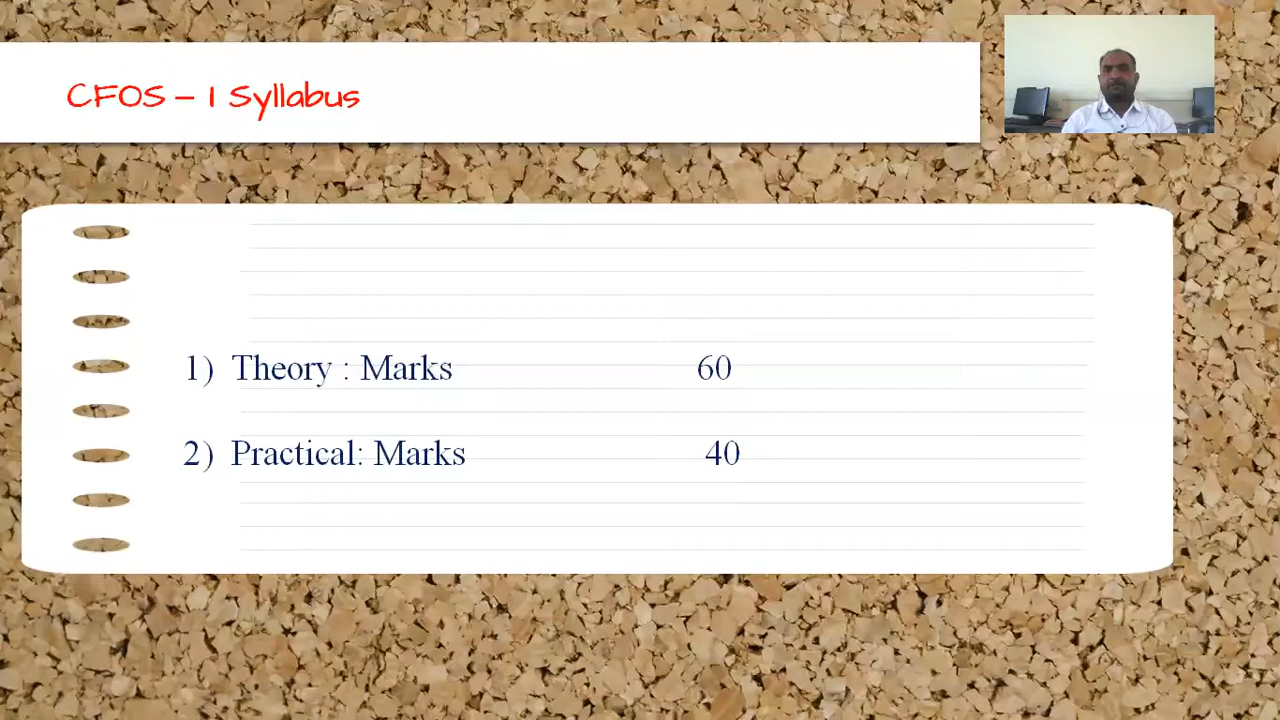 CFOS – 1 Syllabus
1) Theory : Marks 60
2) Practical: Marks 40